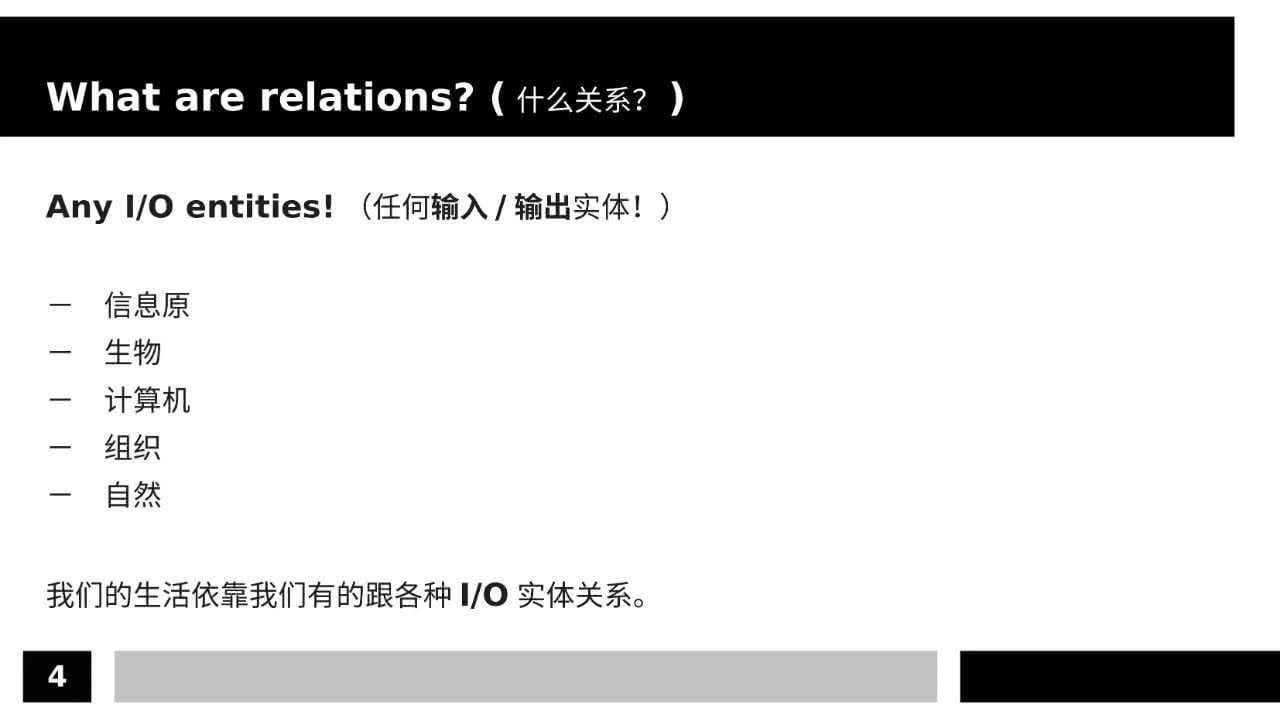 What are relations? ( 什么关系？ )
Any I/O entities! （任何输入 / 输出实体！）
－ 信息原
－ 生物
－ 计算机
－ 组织
－ 自然
我们的生活依靠我们有的跟各种 I/O 实体关系。
4